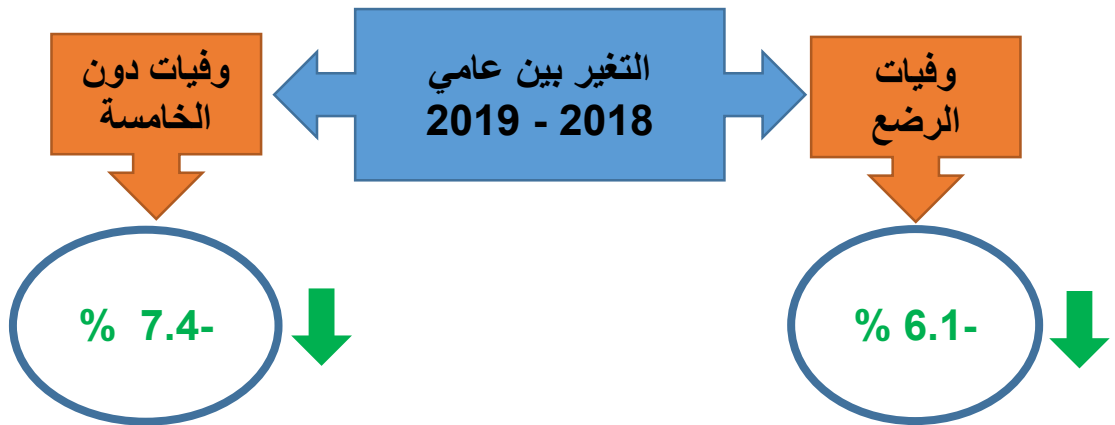 التغير بين عامي
2018 - 2019
وفيات
الرضع
وفيات دون
الخامسة
% 6.1-
% 7.4-